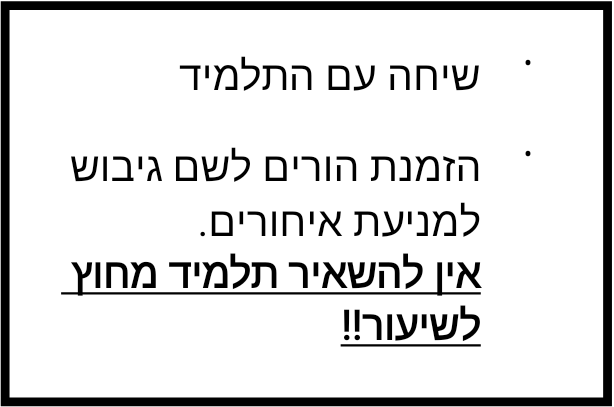 • שיחה עם התלמיד
• הזמנת הורים לשם גיבוש
למניעת איחורים.
אין להשאיר תלמיד מחוץ
לשיעור!!